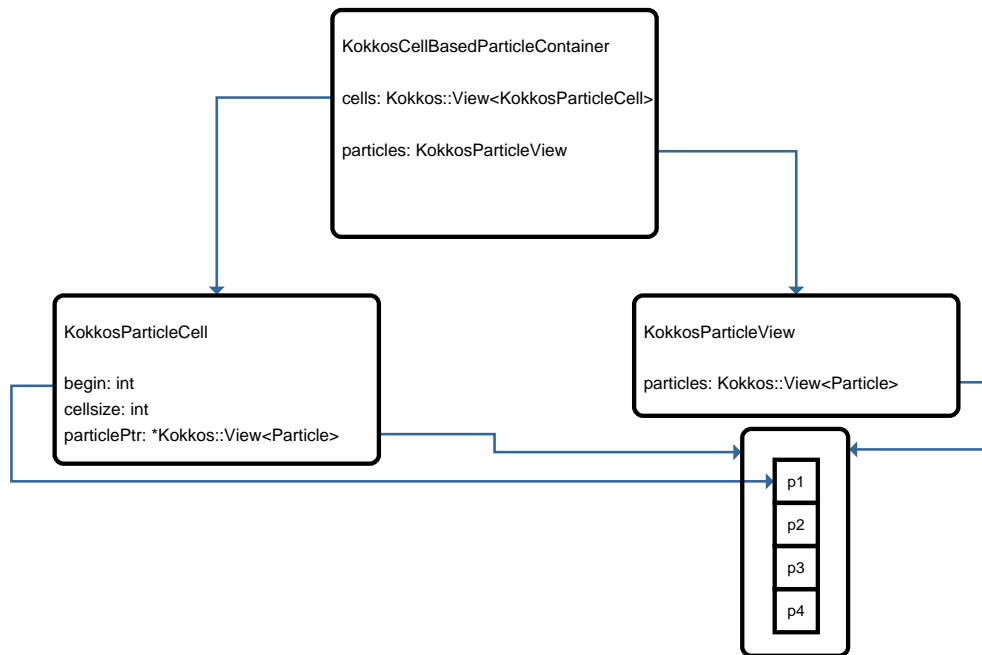 KokkosCellBasedParticleContainer
cells: Kokkos::View<KokkosParticleCell>
particles: KokkosParticleView
KokkosParticleCell
begin: int
cellsize: int
particlePtr: *Kokkos::View<Particle>
KokkosParticleView
particles: Kokkos::View<Particle>
p1
p2
p3
p4